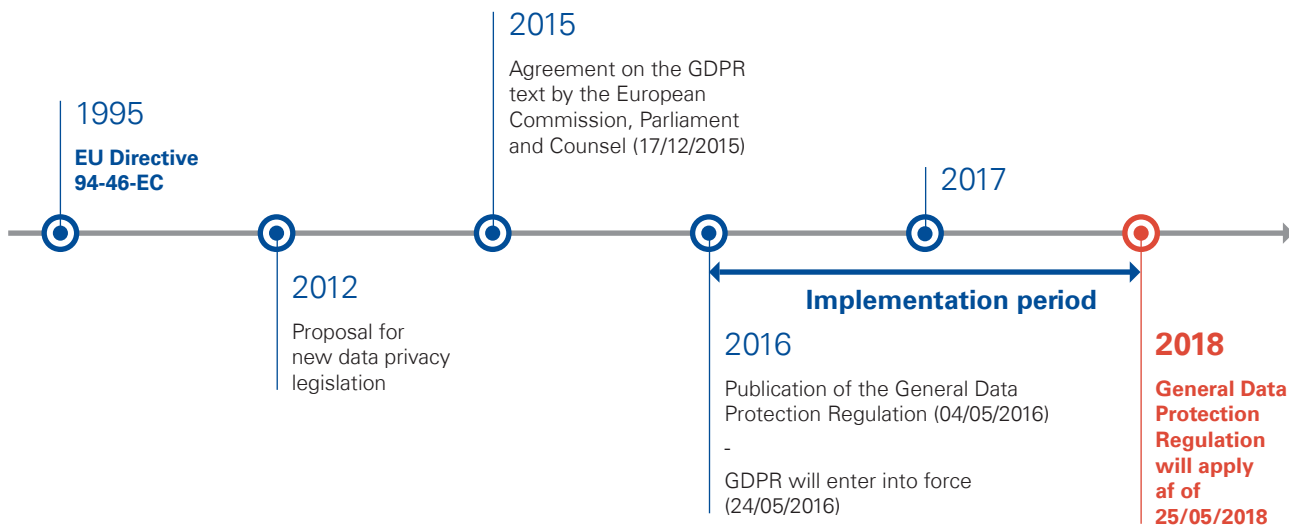 1995
EU Directive
94-46-EC
2012
Proposal for
new data privacy
legislation
2015
Agreement on the GDPR
text by the European
Commission, Parliament
and Counsel (17/12/2015)
Implementation period
2016
Publication of the General Data
Protection Regulation (04/05/2016)
-
GDPR will enter into force
(24/05/2016)
2017
2018
General Data
Protection
Regulation
will apply
af of
25/05/2018